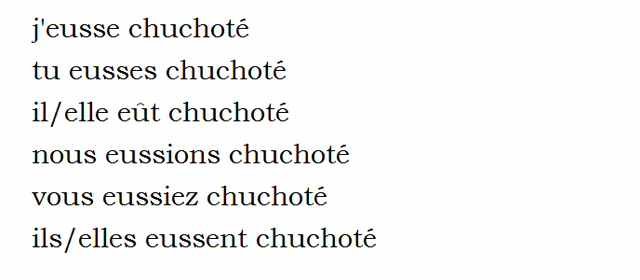 j'eusse chuchoté
tu eusses chuchoté
il/elle eût chuchoté
nous eussions chuchoté
vous eussiez chuchoté
ils/elles eussent chuchoté